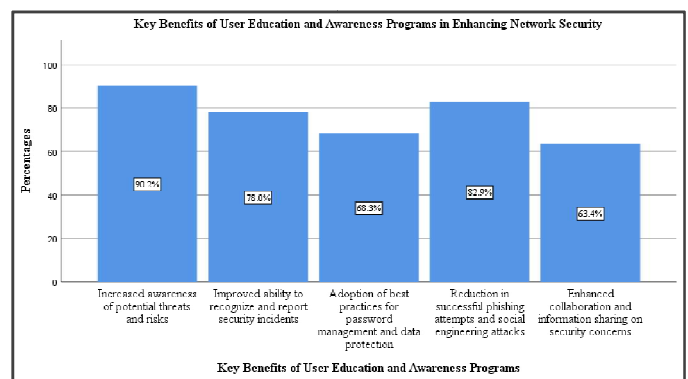 Key Benefits of User Education and Awareness Programs in Enhancing Network Security
Percentages
100
80
60
40
20
0
78.0%
68.3%
82.9%
63.4%
Increased awareness
of potential threats
and risks
Improved ability to
recognize and report
security incidents
Adoption of best
practices for
password
management and data
protection
Reduction in
successful phishing
attempts and social
engineering attacks
Enhanced
collaboration and
information sharing on
security concerns
Key Benefits of User Education and Awareness Programs